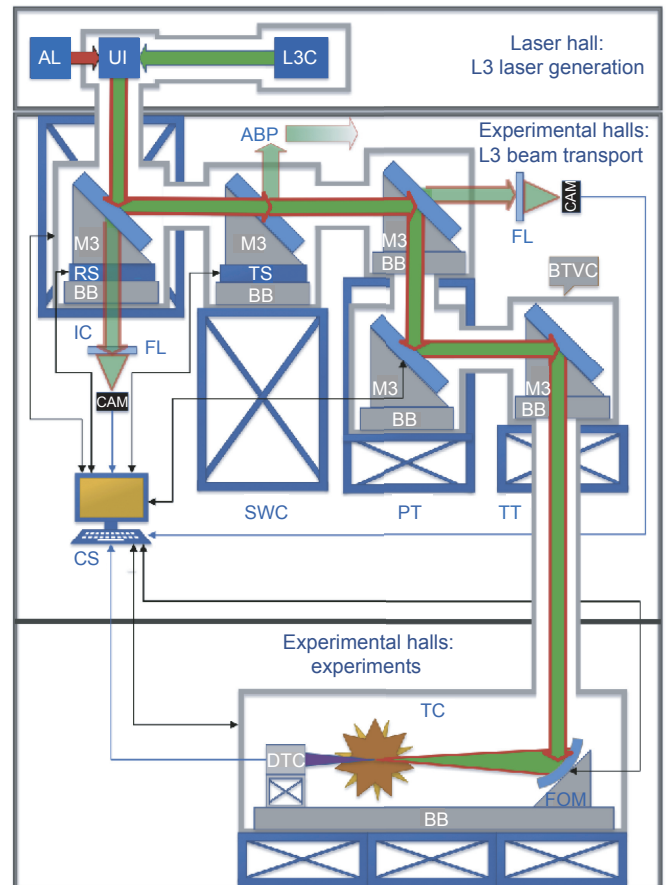 Laser hall:
L3 laser generation
AL
UI
L3C
ABP
Experimental halls:
L3 beam transport
CAM
FL
M3
M3
M3
RS
BB
TS
BB
BB
BTVC
IC
FL
M3
BB
M3
BB
CAM
SWC
PT
TT
CS
Experimental halls:
experiments
TC
DTC
FOM
BB